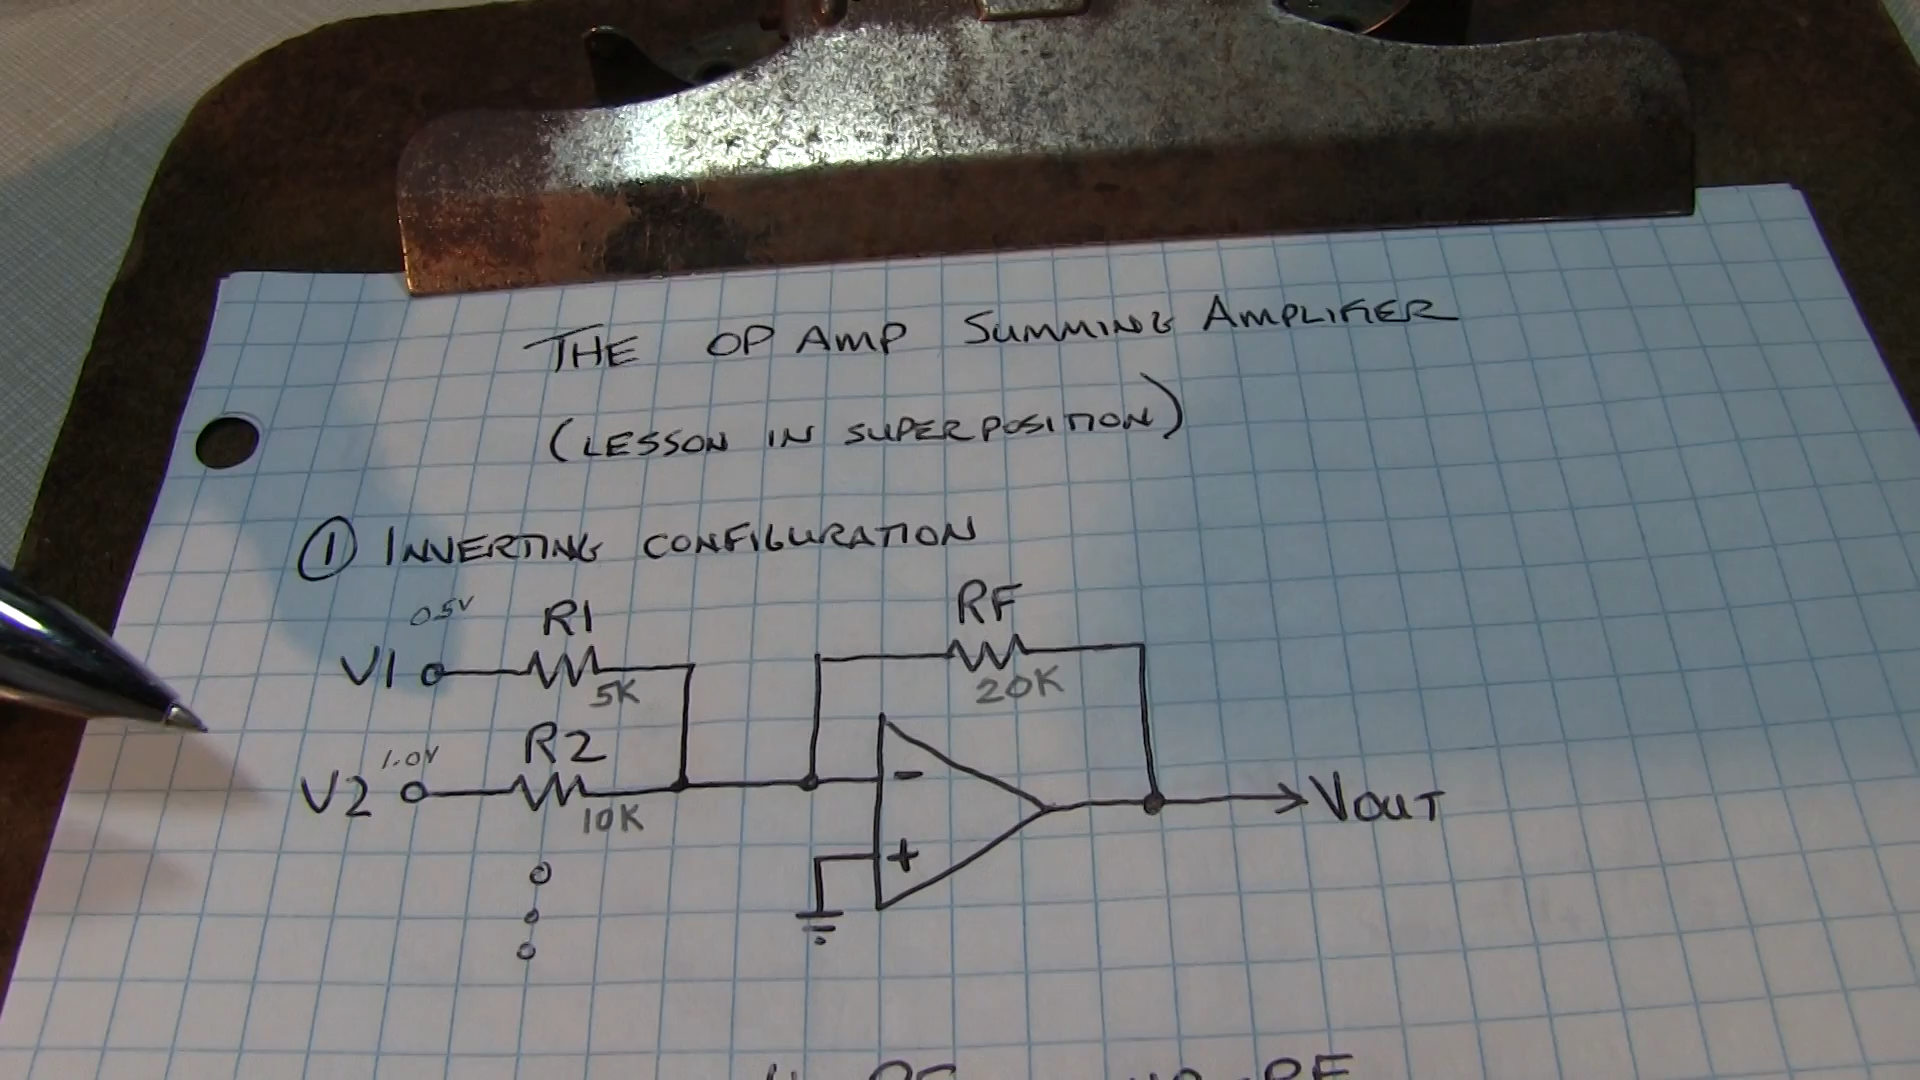 THE OP AMP SUMMING AMPLIFIER
(LESSON IN SUPERPOSITION)
① INVERTING CONFIGURATION
0.5V R1 RF
V1 5K 20K
1.0V R2
V2 10K - VOUT
+